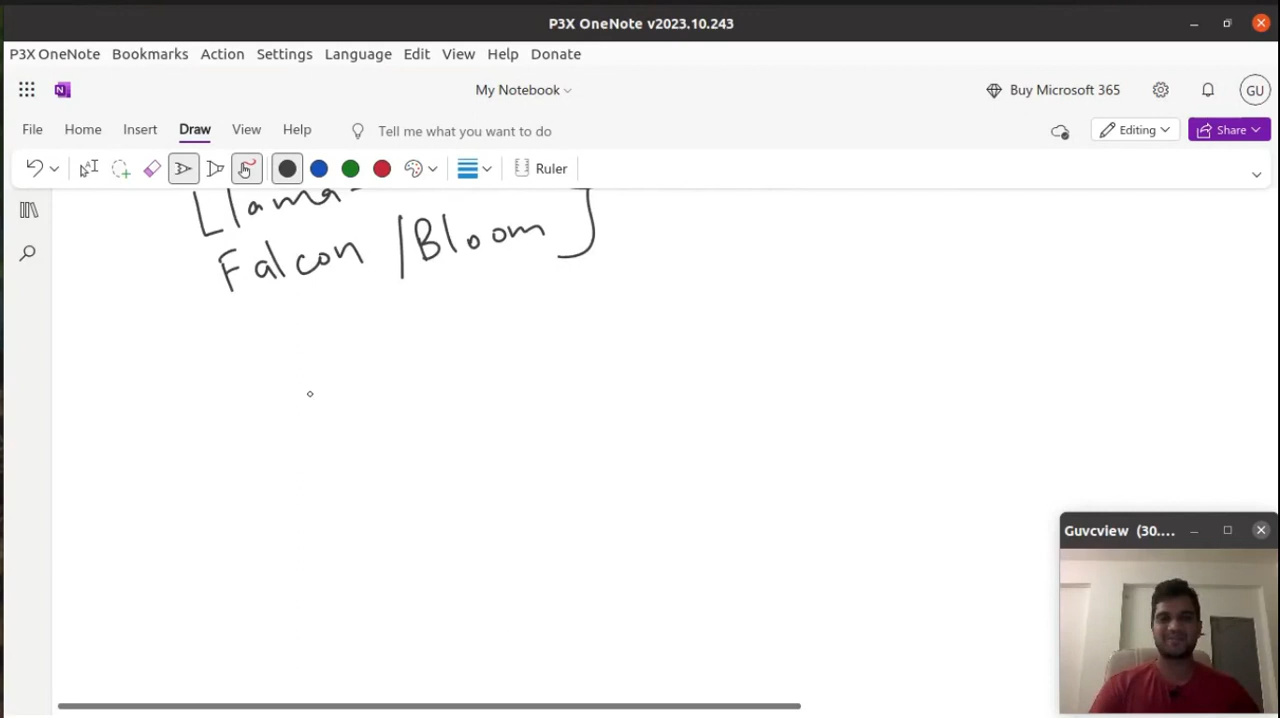 P3X OneNote v2023.10.243
P3X OneNote Bookmarks Action Settings Language Edit View Help Donate
My Notebook Buy Microsoft 365 GU
File Home Insert Draw View Help Tell me what you want to do Editing Share
Ruler
Llama-
Falcon / Bloom
Guvcview (30....